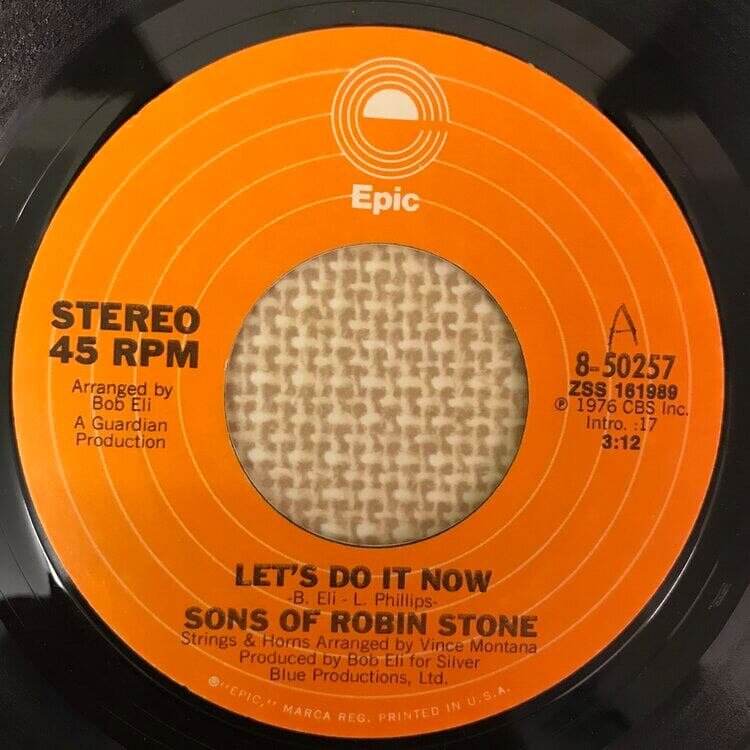 Epic
STEREO
45 RPM
Arranged by
Bob Eli
A Guardian
Production
A
8-50257
ZSS 161989
℗ 1976 CBS Inc.
Intro. :17
3:12
LET'S DO IT NOW
-B. Eli - L. Phillips-
SONS OF ROBIN STONE
Strings & Horns Arranged by Vince Montana
Produced by Bob Eli for Silver
Blue Productions, Ltd.
®"EPIC," MARCA REG. PRINTED IN U.S.A.